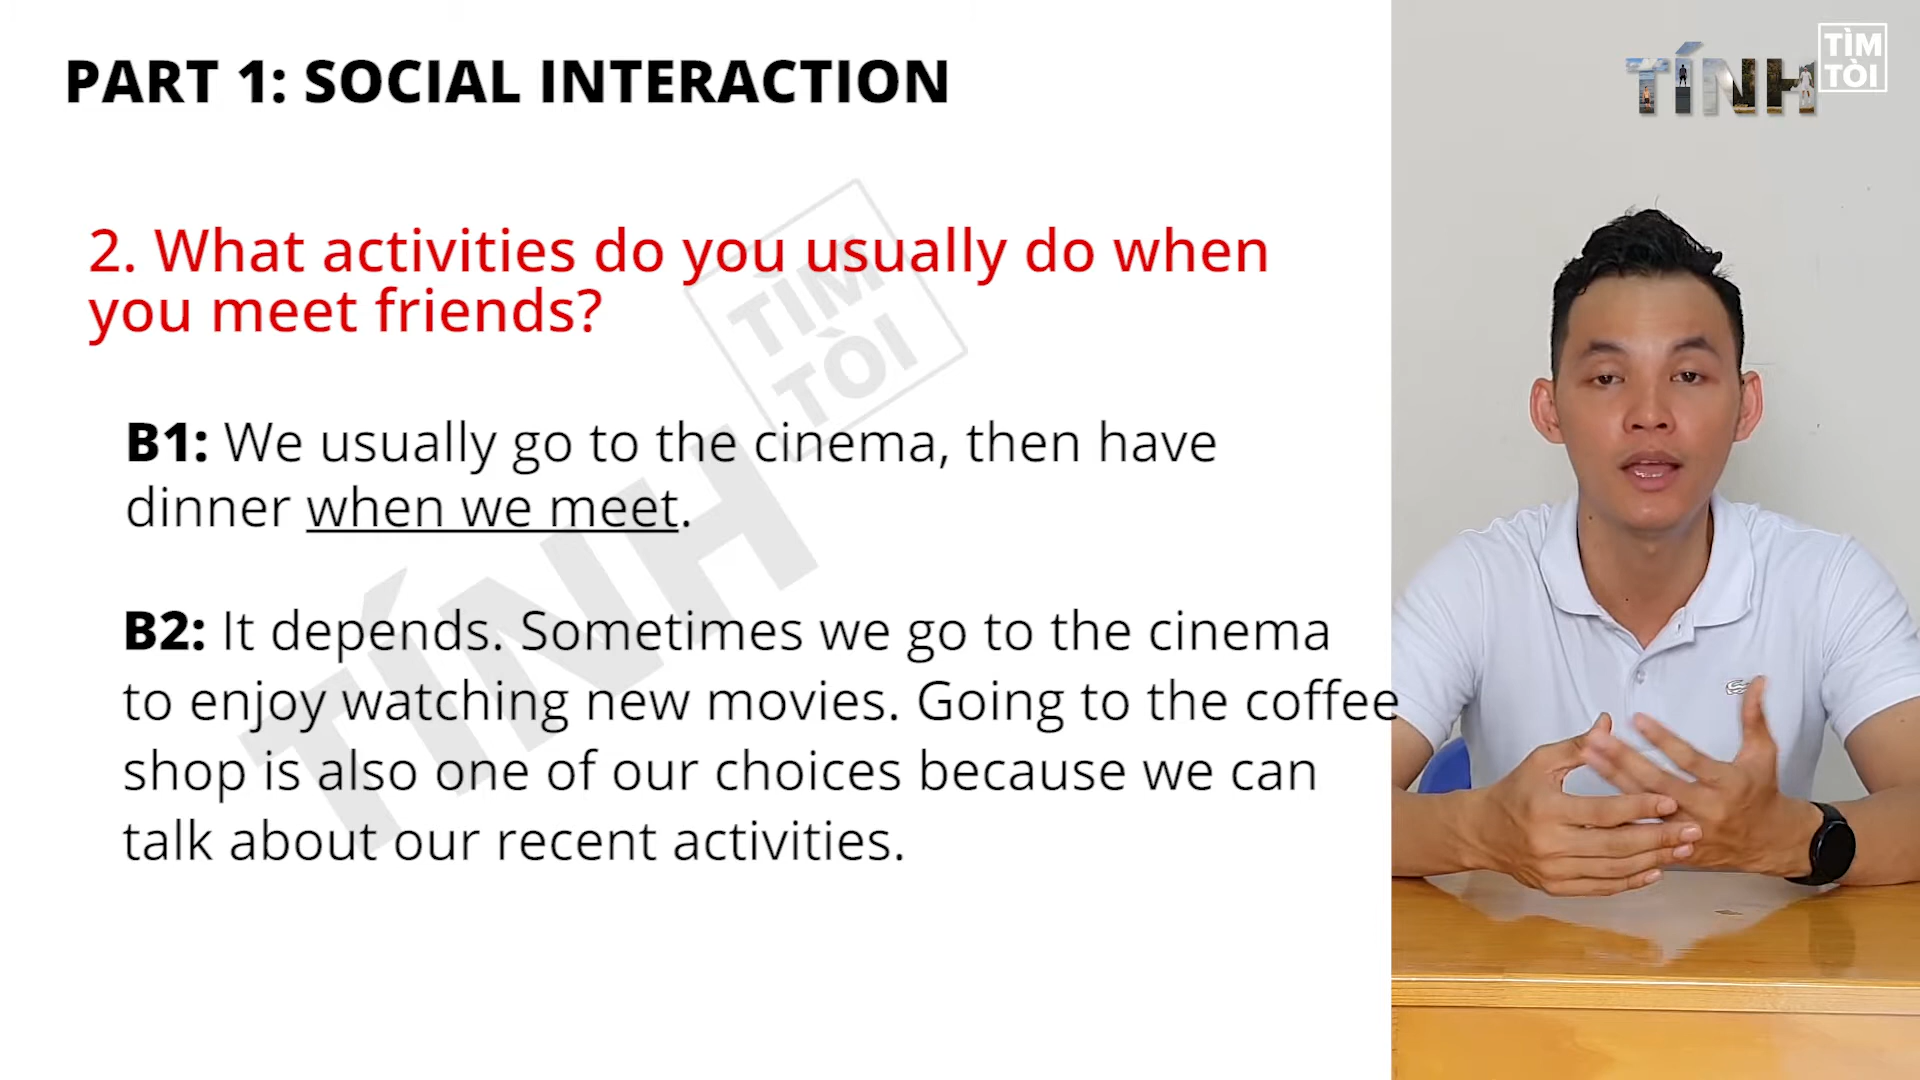 PART 1: SOCIAL INTERACTION
TÍNH
TÌM
TÒI
2. What activities do you usually do when
you meet friends?
TÌM
TÒI
TÍNH
B1: We usually go to the cinema, then have
dinner when we meet.
B2: It depends. Sometimes we go to the cinema
to enjoy watching new movies. Going to the coffee
shop is also one of our choices because we can
talk about our recent activities.